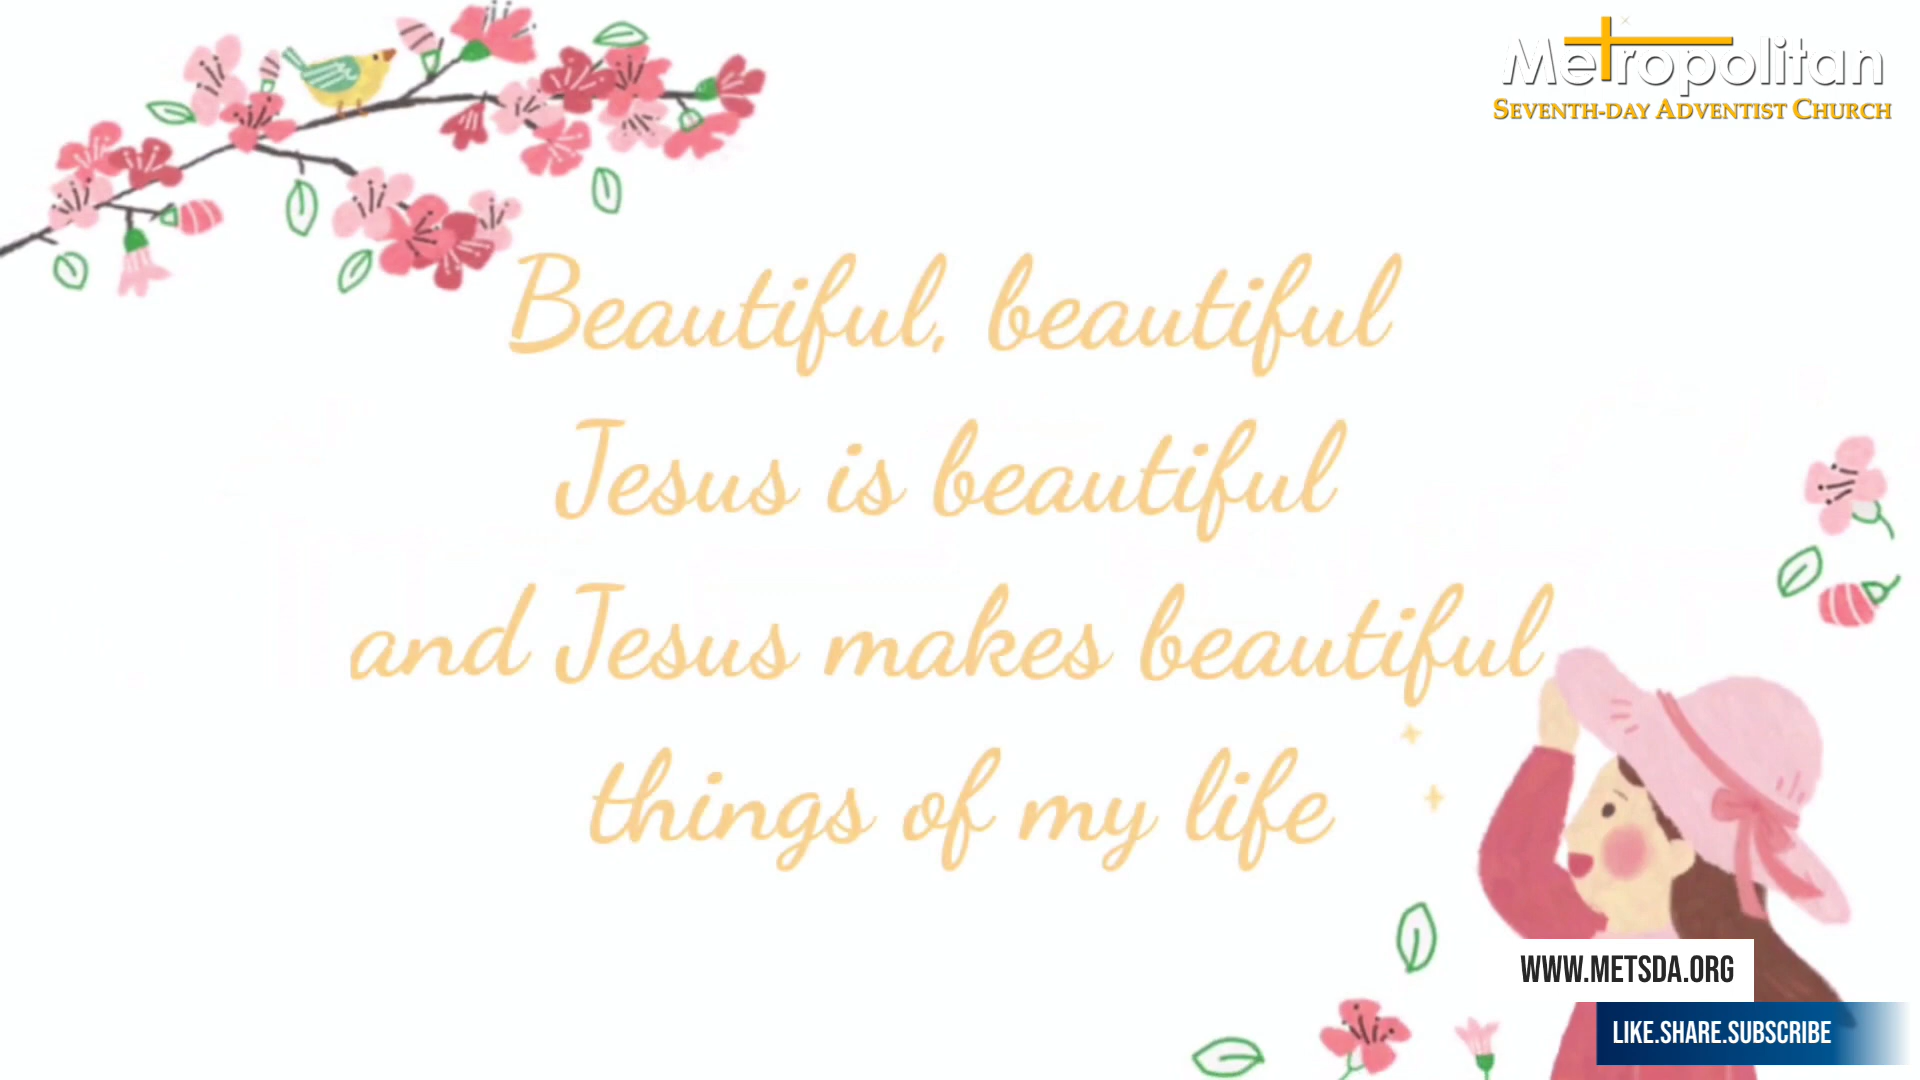 Metropolitan
SEVENTH-DAY ADVENTIST CHURCH
Beautiful, beautiful
Jesus is beautiful
and Jesus makes beautiful
things of my life
WWW.METSDA.ORG
LIKE.SHARE.SUBSCRIBE